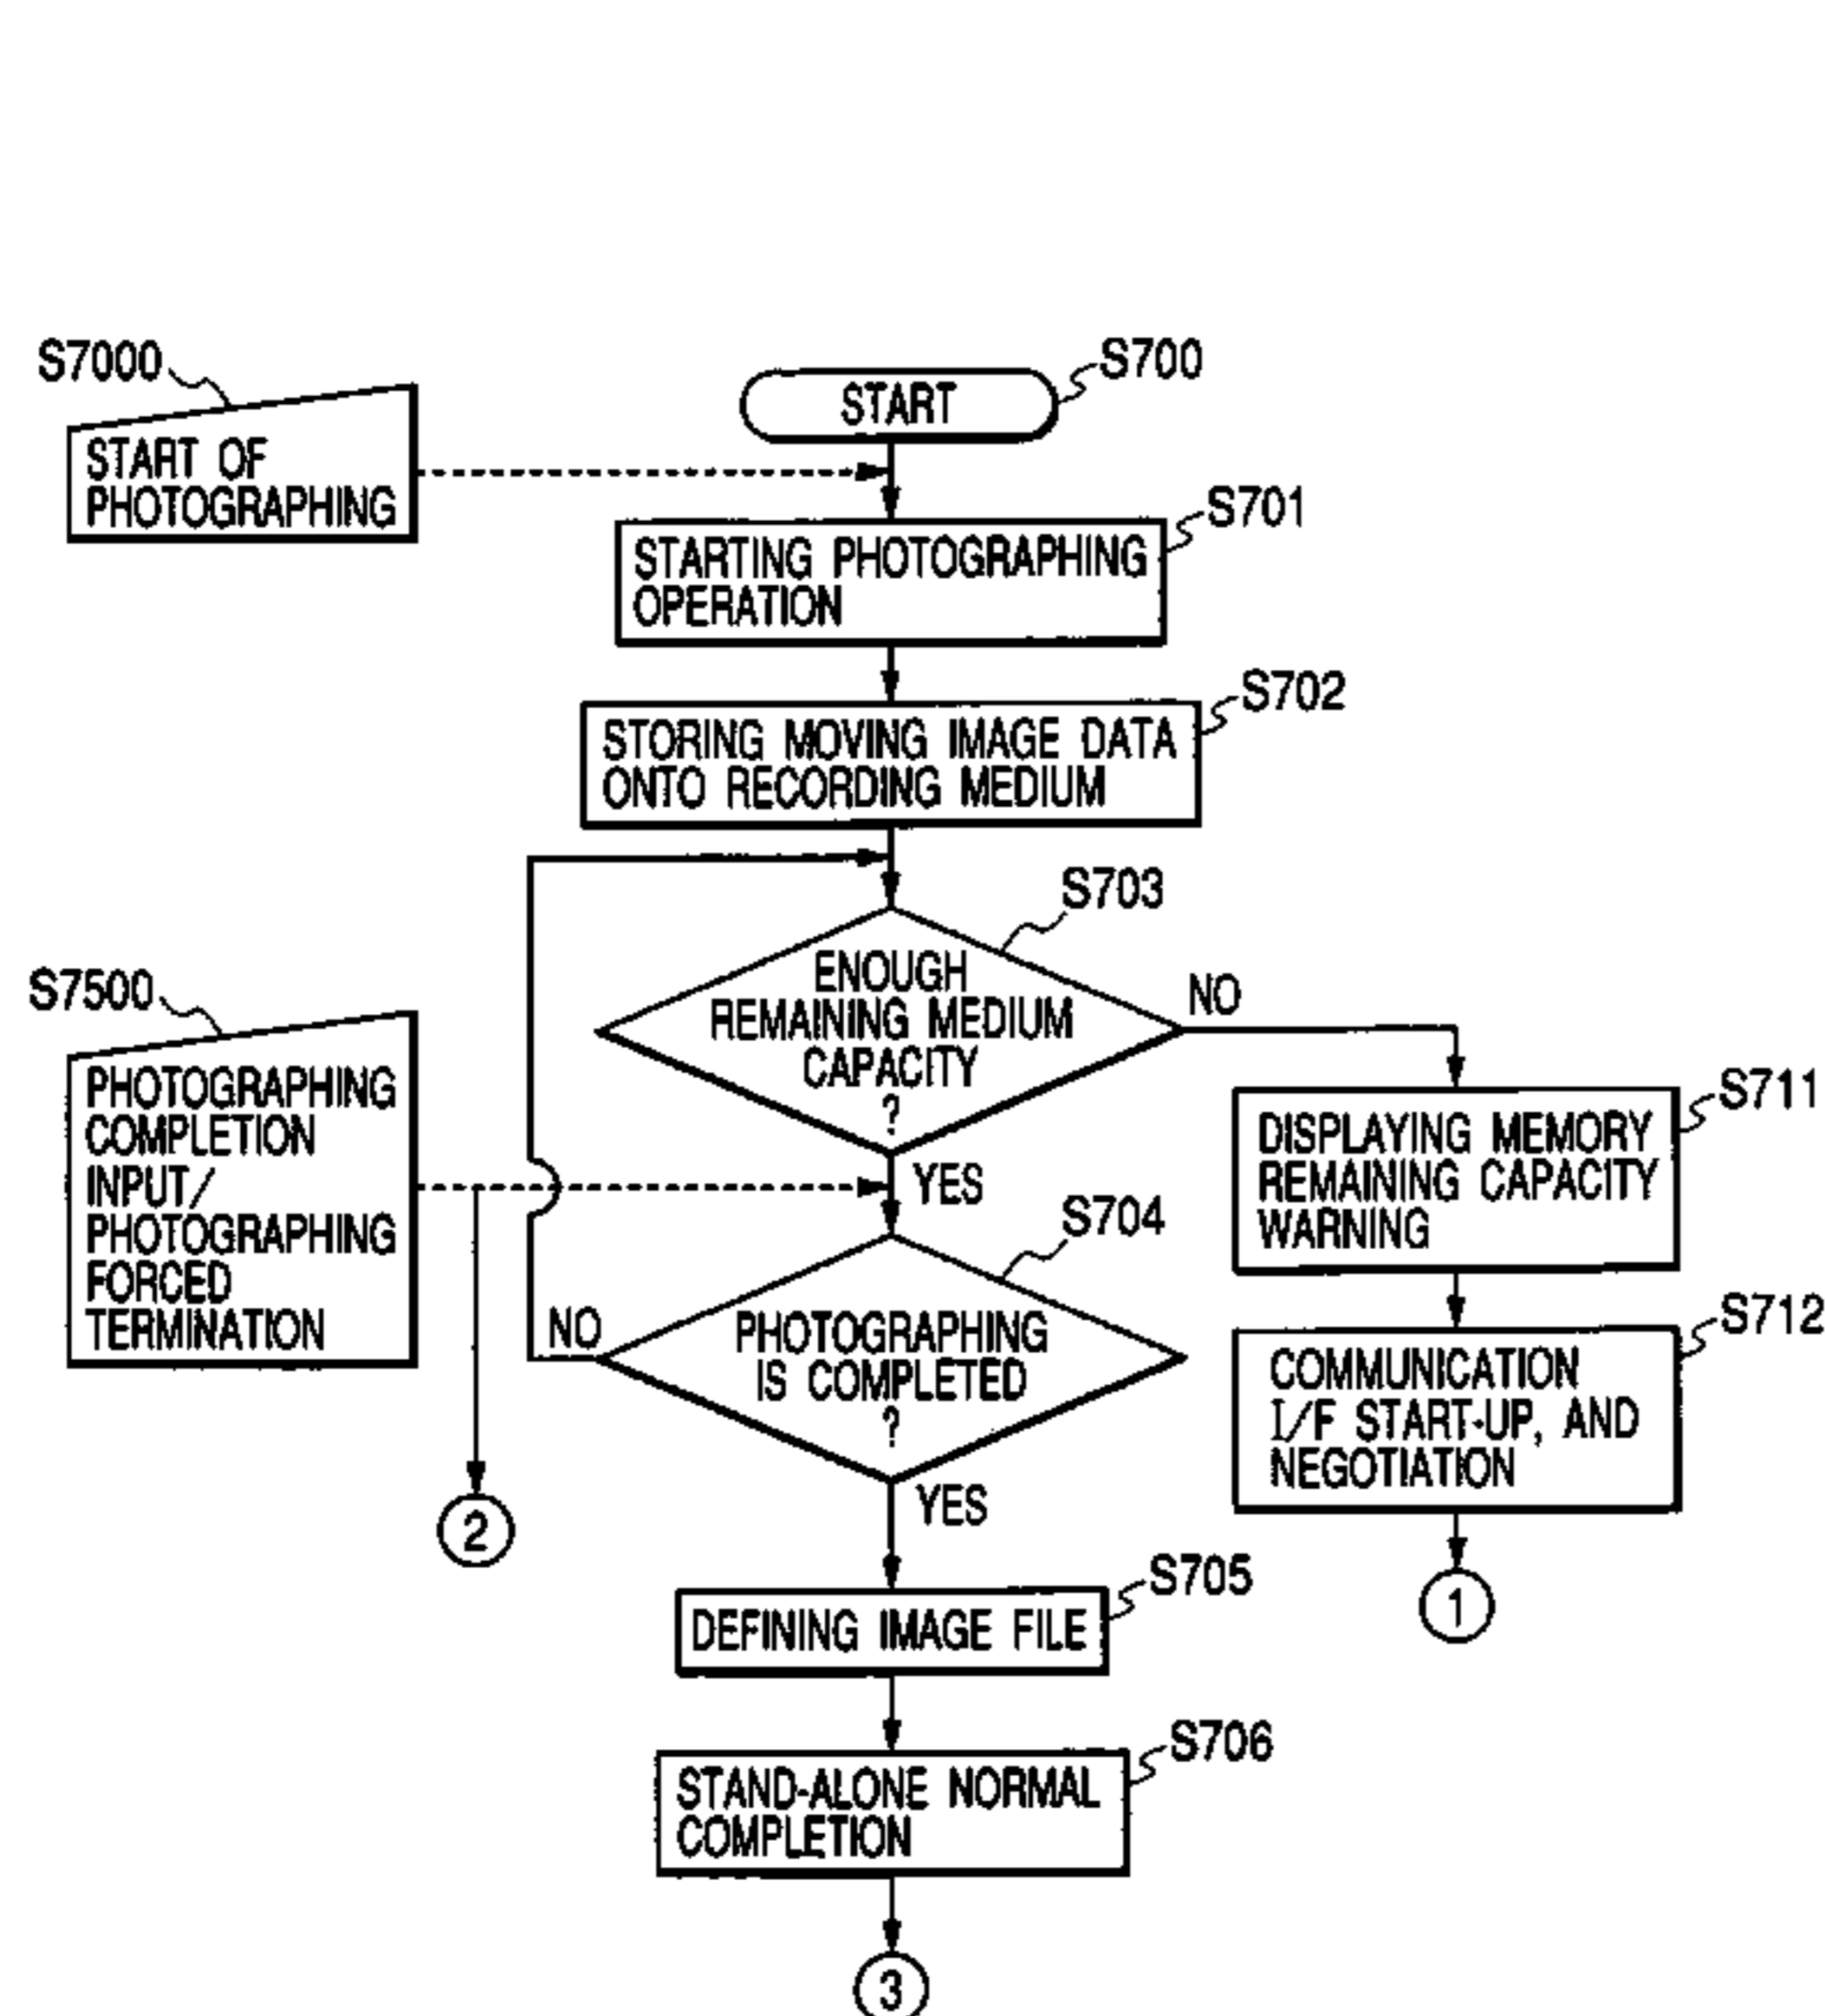 S7000
START OF
PHOTOGRAPHING
START
S700
STARTING PHOTOGRAPHING
OPERATION
S701
STORING MOVING IMAGE DATA
ONTO RECORDING MEDIUM
S702
S703
ENOUGH
REMAINING MEDIUM
CAPACITY
?
NO
YES
S7500
PHOTOGRAPHING
COMPLETION
INPUT/
PHOTOGRAPHING
FORCED
TERMINATION
2
S711
DISPLAYING MEMORY
REMAINING CAPACITY
WARNING
S704
PHOTOGRAPHING
IS COMPLETED
?
NO
YES
S712
COMMUNICATION
I/F START-UP, AND
NEGOTIATION
1
S705
DEFINING IMAGE FILE
S706
STAND-ALONE NORMAL
COMPLETION
3